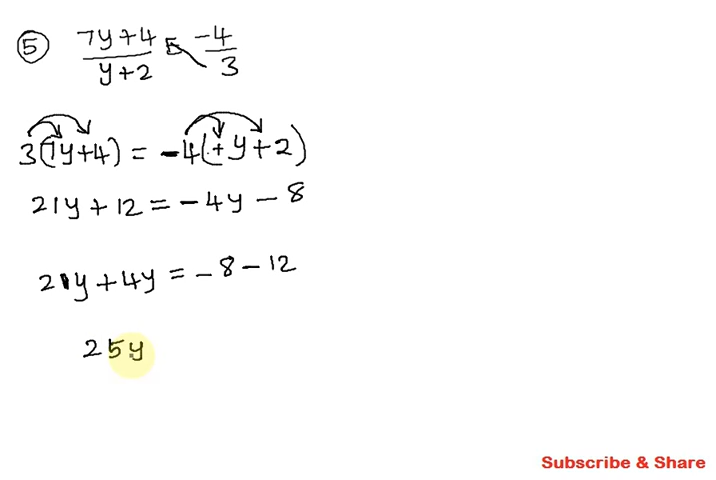 5 7y+4/y+2 = -4/3
3(7y+4) = -4(+y+2)
21y + 12 = -4y - 8
21y + 4y = -8 - 12
25y
Subscribe & Share